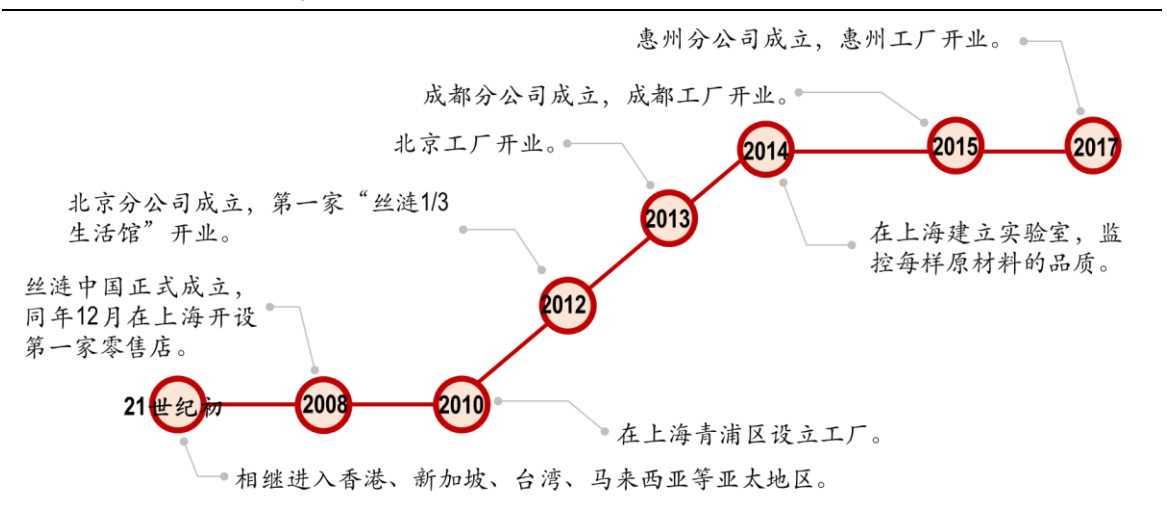 惠州分公司成立，惠州工厂开业。
成都分公司成立，成都工厂开业。
北京工厂开业。
2014
2015
2017
北京分公司成立，第一家“丝涟1/3
生活馆”开业。
2013
在上海建立实验室，监
控每样原材料的品质。
丝涟中国正式成立，
同年12月在上海开设
第一家零售店。
2012
21世纪初
2008
2010
在上海青浦区设立工厂。
相继进入香港、新加坡、台湾、马来西亚等亚太地区。